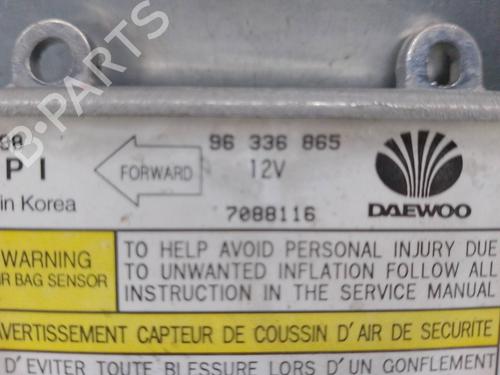 98
96 336 865
PI
FORWARD
12V
in Korea
7088116
DAEWOO
WARNING
AIR BAG SENSOR
TO HELP AVOID PERSONAL INJURY DUE
TO UNWANTED INFLATION FOLLOW ALL
INSTRUCTION IN THE SERVICE MANUAL
AVERTISSEMENT CAPTEUR DE COUSSIN D'AIR DE SECURITE
D'EVITER TOUTE BLESSURE LORS D'UN GONFLEMENT
B-PARTS